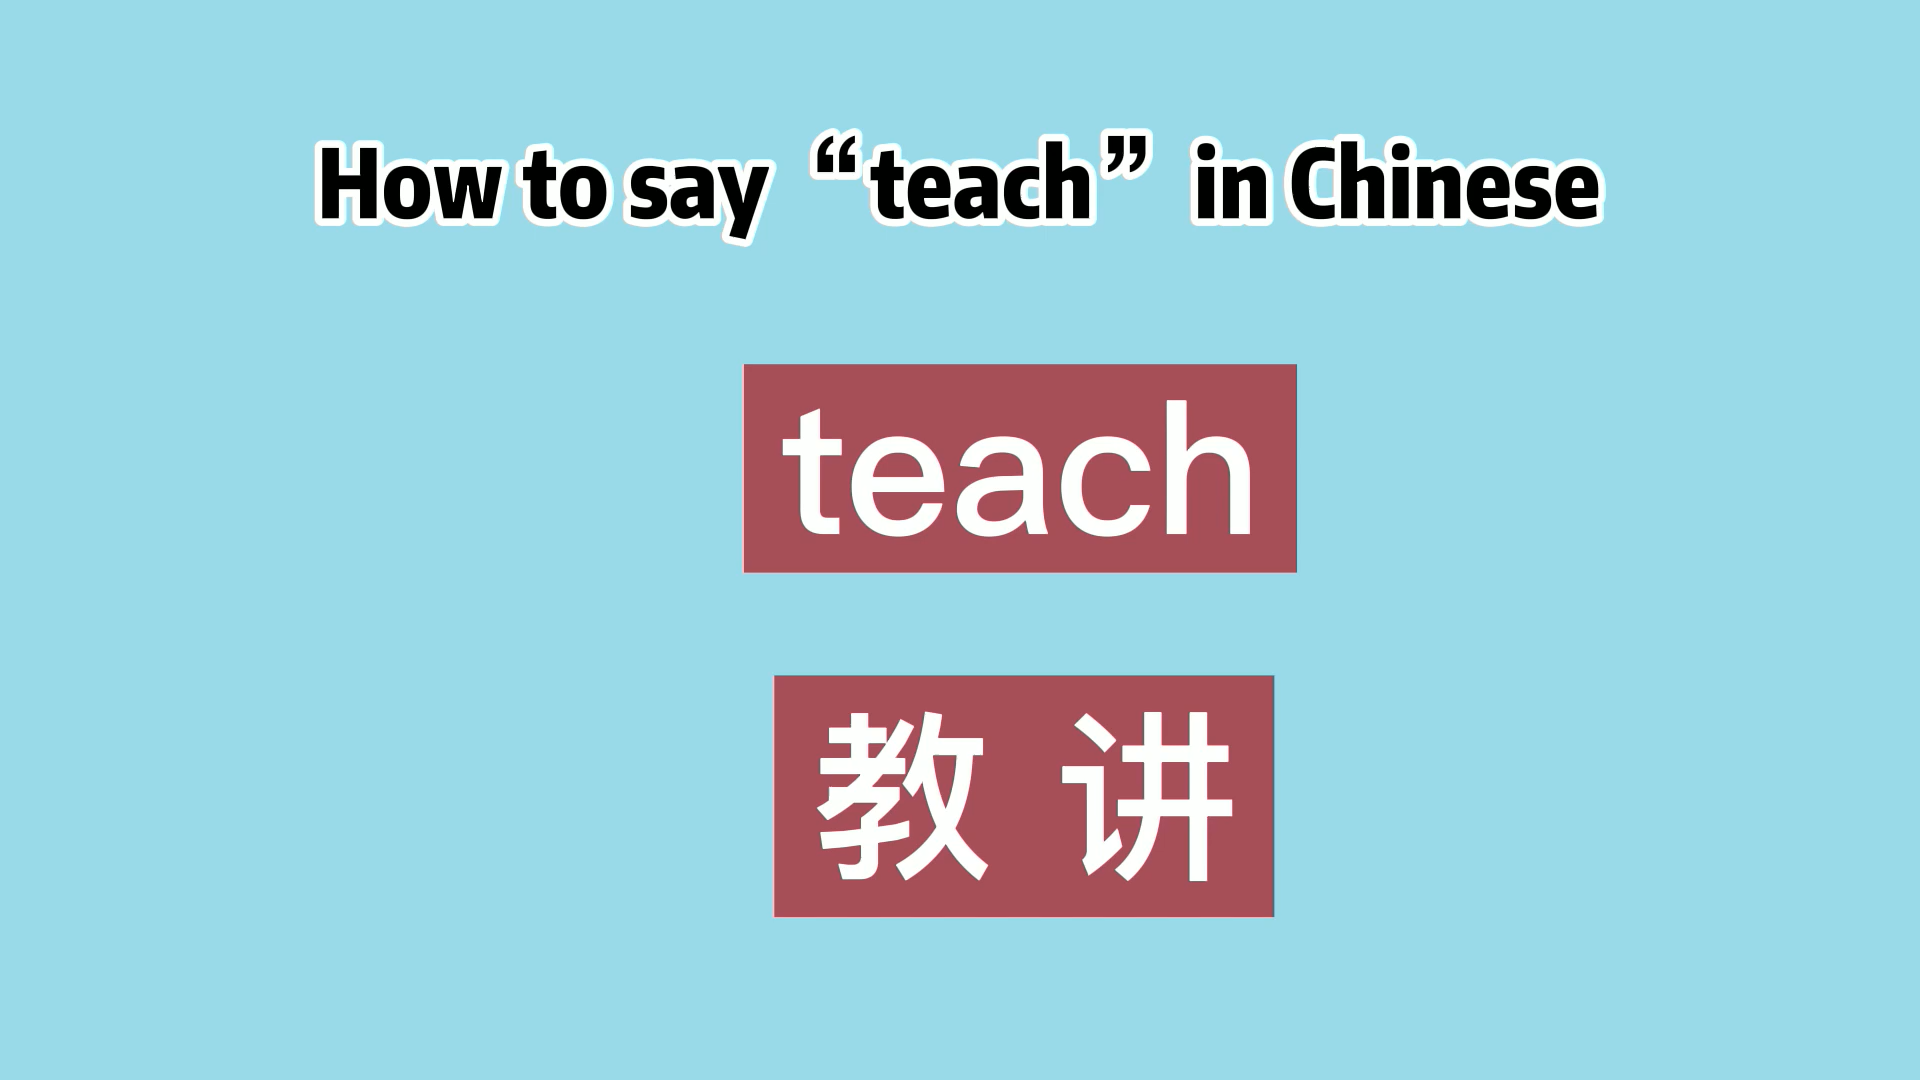 How to say “teach” in Chinese
teach
教 讲